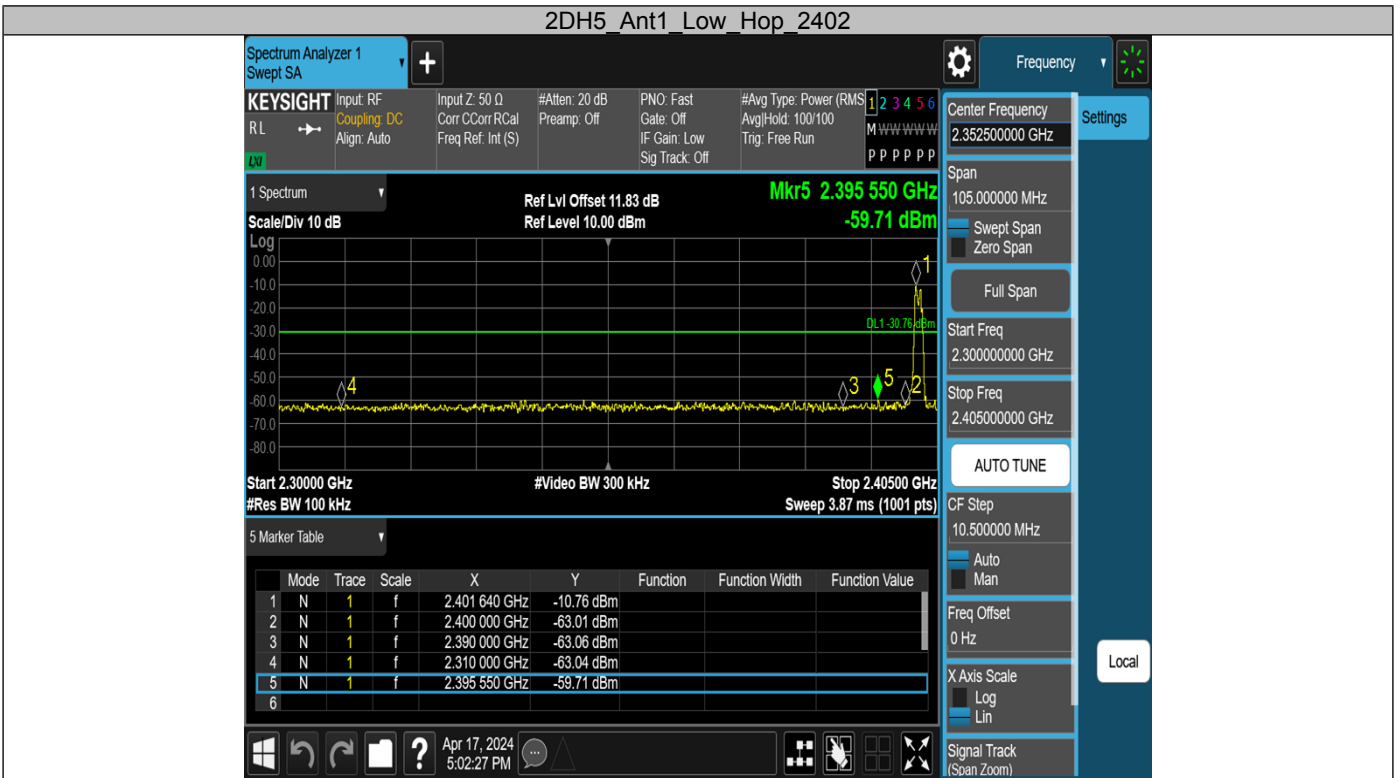 2DH5_Ant1_Low_Hop_2402
Spectrum Analyzer 1
Swept SA
+
Frequency
KEYSIGHT
RL
LXI
Input: RF
Coupling: DC
Align: Auto
Input Z: 50 Ω
Corr CCorr RCal
Freq Ref: Int (S)
#Atten: 20 dB
Preamp: Off
PNO: Fast
Gate: Off
IF Gain: Low
Sig Track: Off
#Avg Type: Power (RMS
Avg|Hold: 100/100
Trig: Free Run
1 2 3 4 5 6
M W W W W W
P P P P P P
Center Frequency
2.352500000 GHz
Settings
Span
105.000000 MHz
Swept Span
Zero Span
Full Span
Start Freq
2.300000000 GHz
Stop Freq
2.405000000 GHz
AUTO TUNE
CF Step
10.500000 MHz
Auto
Man
Freq Offset
0 Hz
X Axis Scale
Log
Lin
Signal Track
(Span Zoom)
Local
1 Spectrum
Scale/Div 10 dB
Ref Lvl Offset 11.83 dB
Ref Level 10.00 dBm
Mkr5 2.395 550 GHz
-59.71 dBm
Log
0.00
-10.0
-20.0
-30.0
-40.0
-50.0
-60.0
-70.0
-80.0
1
DL1 -30.76 dBm
4
3
5
2
Start 2.30000 GHz
#Video BW 300 kHz
Stop 2.40500 GHz
#Res BW 100 kHz
Sweep 3.87 ms (1001 pts)
5 Marker Table
Mode Trace Scale X Y Function Function Width Function Value
1 N 1 f 2.401 640 GHz -10.76 dBm
2 N 1 f 2.400 000 GHz -63.01 dBm
3 N 1 f 2.390 000 GHz -63.06 dBm
4 N 1 f 2.310 000 GHz -63.04 dBm
5 N 1 f 2.395 550 GHz -59.71 dBm
6
?
Apr 17, 2024
5:02:27 PM